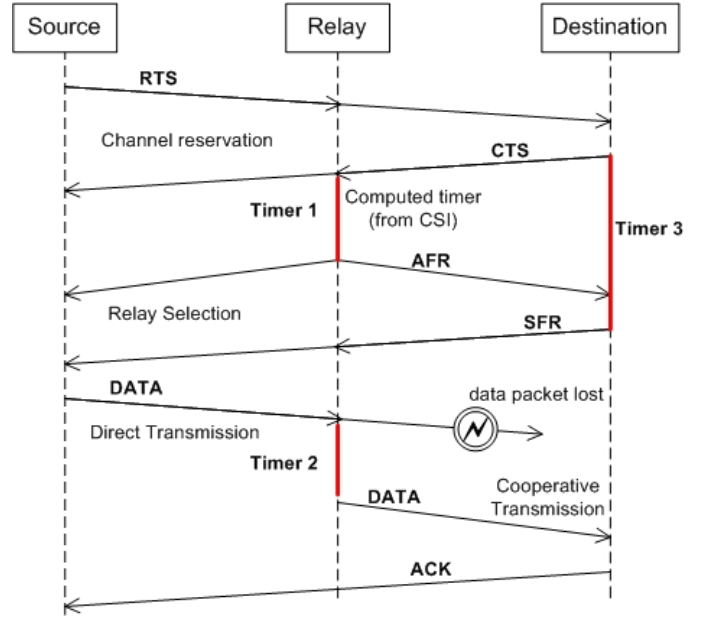 Source
Relay
Destination
RTS
Channel reservation
CTS
Timer 1
Computed timer
(from CSI)
Timer 3
AFR
Relay Selection
SFR
DATA
data packet lost
Direct Transmission
Timer 2
DATA
Cooperative
Transmission
ACK